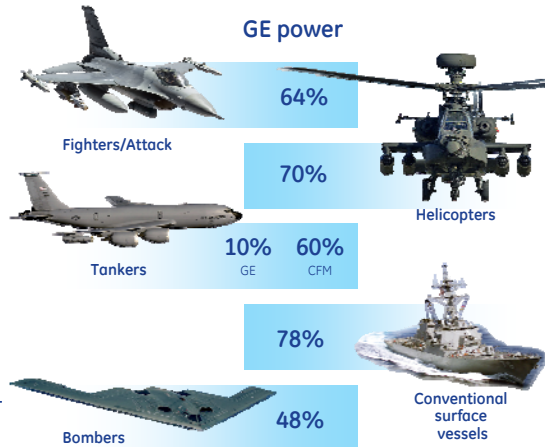 GE power
64%
Fighters/Attack
70%
Helicopters
10% 60%
GE CFM
Tankers
78%
Conventional
surface
vessels
48%
Bombers